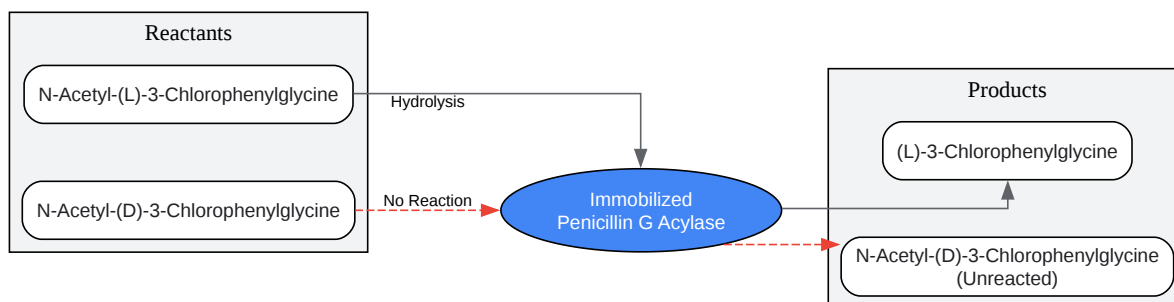 Reactants
N-Acetyl-(L)-3-Chlorophenylglycine
Hydrolysis
N-Acetyl-(D)-3-Chlorophenylglycine
No Reaction
Immobilized
Penicillin G Acylase
Products
(L)-3-Chlorophenylglycine
N-Acetyl-(D)-3-Chlorophenylglycine
(Unreacted)